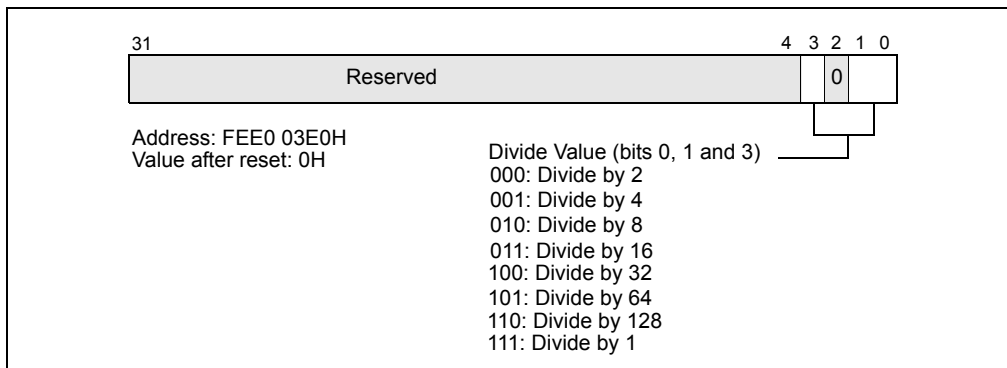 31 4 3 2 1 0
Reserved 0
Address: FEE0 03E0H
Value after reset: 0H
Divide Value (bits 0, 1 and 3)
000: Divide by 2
001: Divide by 4
010: Divide by 8
011: Divide by 16
100: Divide by 32
101: Divide by 64
110: Divide by 128
111: Divide by 1